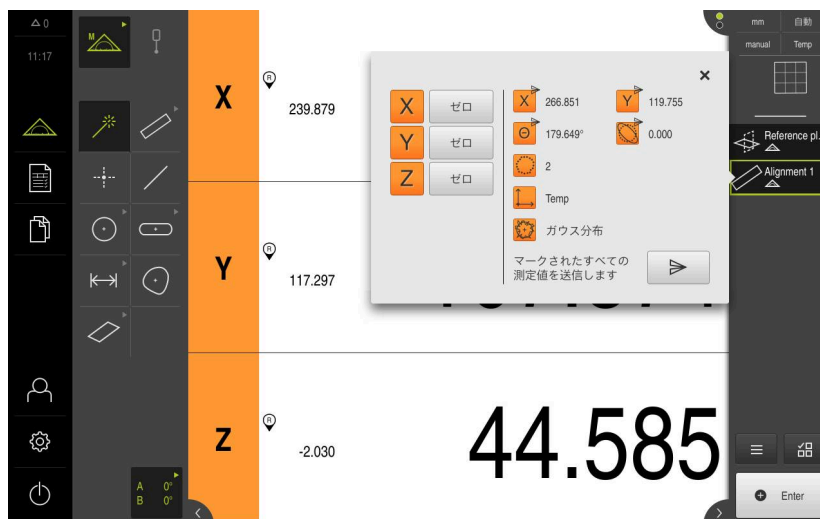 0
11:17
M
A 0°
B 0°
X
R
239.879
Y
R
117.297
Z
R
-2.030
44.585
X ゼロ
Y ゼロ
Z ゼロ
X 266.851 Y 119.755
Θ 179.649° 0.000
2
Temp
ガウス分布
マークされたすべての
測定値を送信します
mm 自動
manual Temp
Reference pl.
Alignment 1
Enter